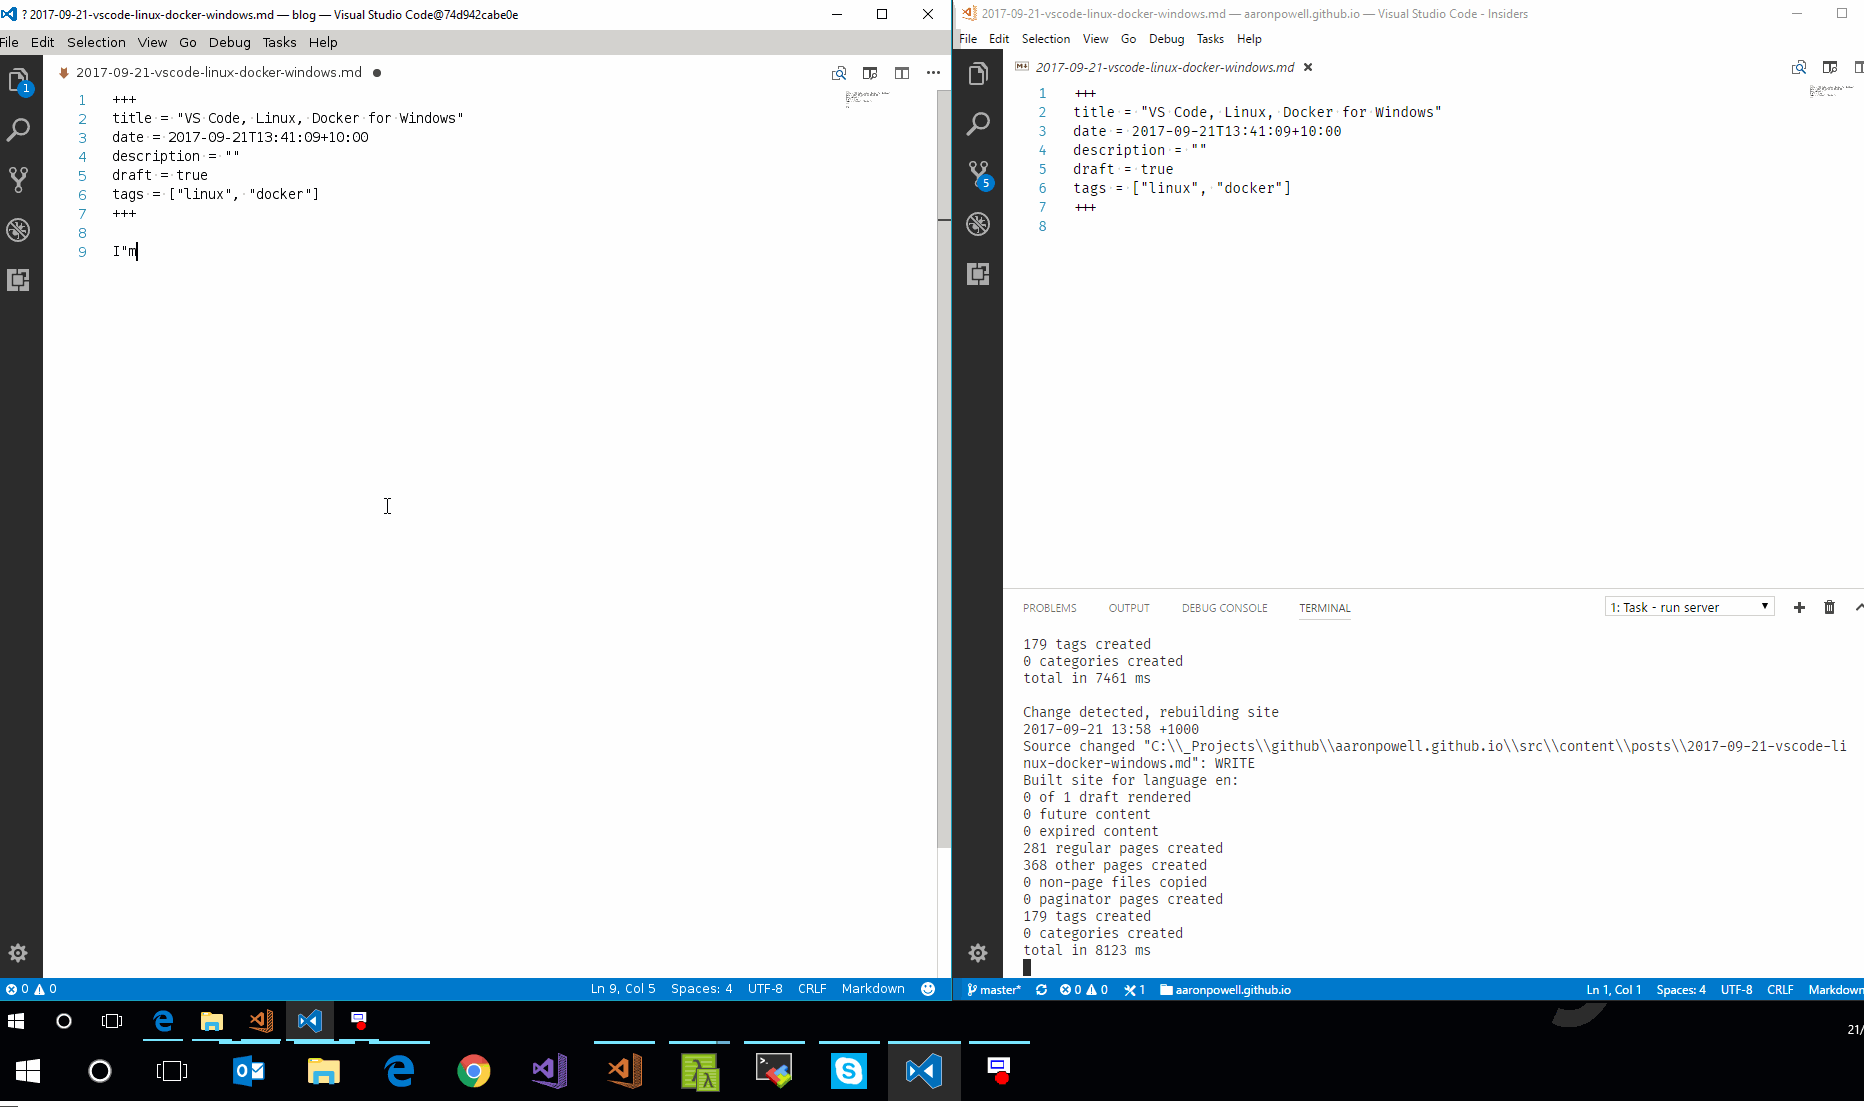 ? 2017-09-21-vscode-linux-docker-windows.md — blog — Visual Studio Code@74d942cabe0e
File Edit Selection View Go Debug Tasks Help
2017-09-21-vscode-linux-docker-windows.md
1
1 +++
2 title = "VS Code, Linux, Docker for Windows"
3 date = 2017-09-21T13:41:09+10:00
4 description = ""
5 draft = true
6 tags = ["linux", "docker"]
7 +++
8
9 I"m
0 0
Ln 9, Col 5 Spaces: 4 UTF-8 CRLF Markdown
2017-09-21-vscode-linux-docker-windows.md — aaronpowell.github.io — Visual Studio Code - Insiders
File Edit Selection View Go Debug Tasks Help
2017-09-21-vscode-linux-docker-windows.md
5
1 +++
2 title = "VS Code, Linux, Docker for Windows"
3 date = 2017-09-21T13:41:09+10:00
4 description = ""
5 draft = true
6 tags = ["linux", "docker"]
7 +++
8
PROBLEMS OUTPUT DEBUG CONSOLE TERMINAL 1: Task - run server
179 tags created
0 categories created
total in 7461 ms
Change detected, rebuilding site
2017-09-21 13:58 +1000
Source changed "C:\\_Projects\\github\\aaronpowell.github.io\\src\\content\\posts\\2017-09-21-vscode-li
nux-docker-windows.md": WRITE
Built site for language en:
0 of 1 draft rendered
0 future content
0 expired content
281 regular pages created
368 other pages created
0 non-page files copied
0 paginator pages created
179 tags created
0 categories created
total in 8123 ms
master* 0 0 1 aaronpowell.github.io
Ln 1, Col 1 Spaces: 4 UTF-8 CRLF Markdown
21/